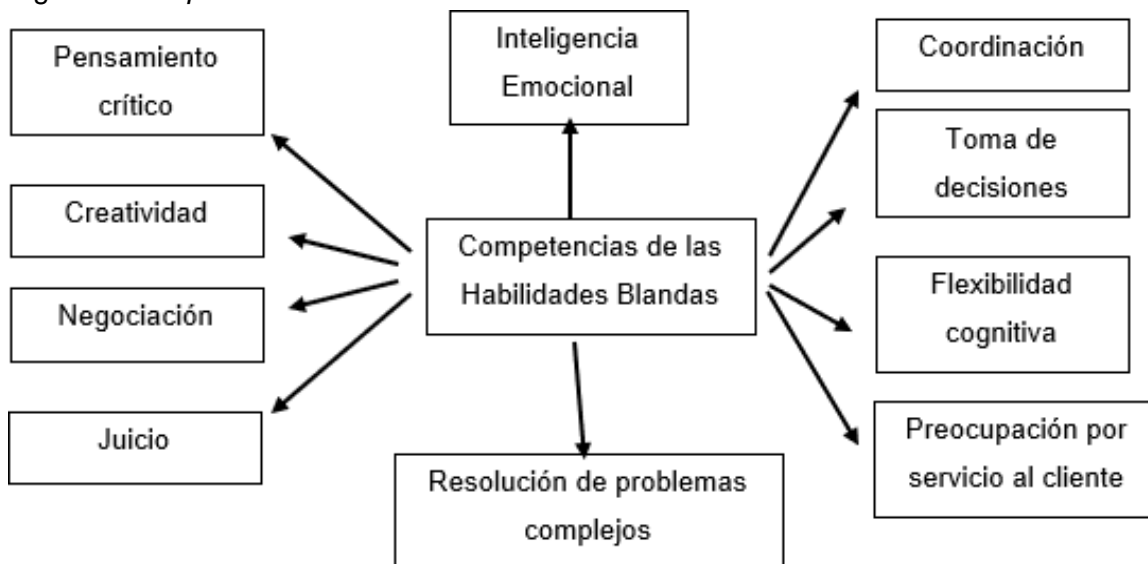 Pensamiento
crítico
Creatividad
Negociación
Juicio
Inteligencia
Emocional
Competencias de las
Habilidades Blandas
Resolución de problemas
complejos
Coordinación
Toma de
decisiones
Flexibilidad
cognitiva
Preocupación por
servicio al cliente